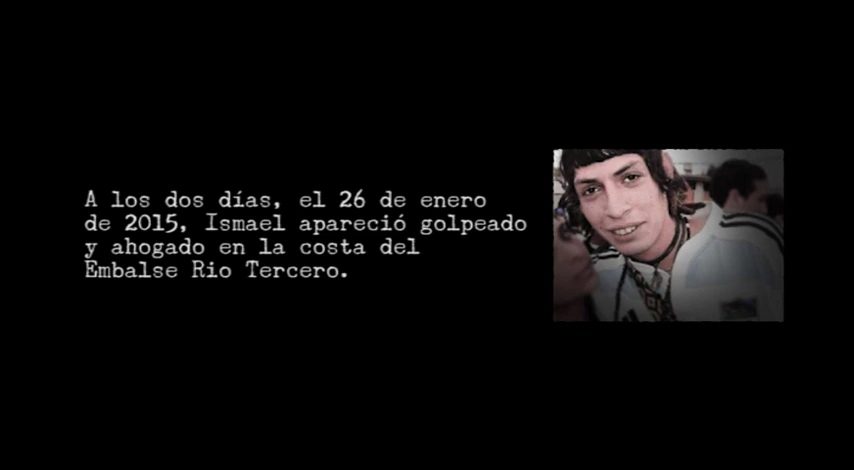 A los dos días, el 26 de enero
de 2015, Ismael apareció golpeado
y ahogado en la costa del
Embalse Rio Tercero.